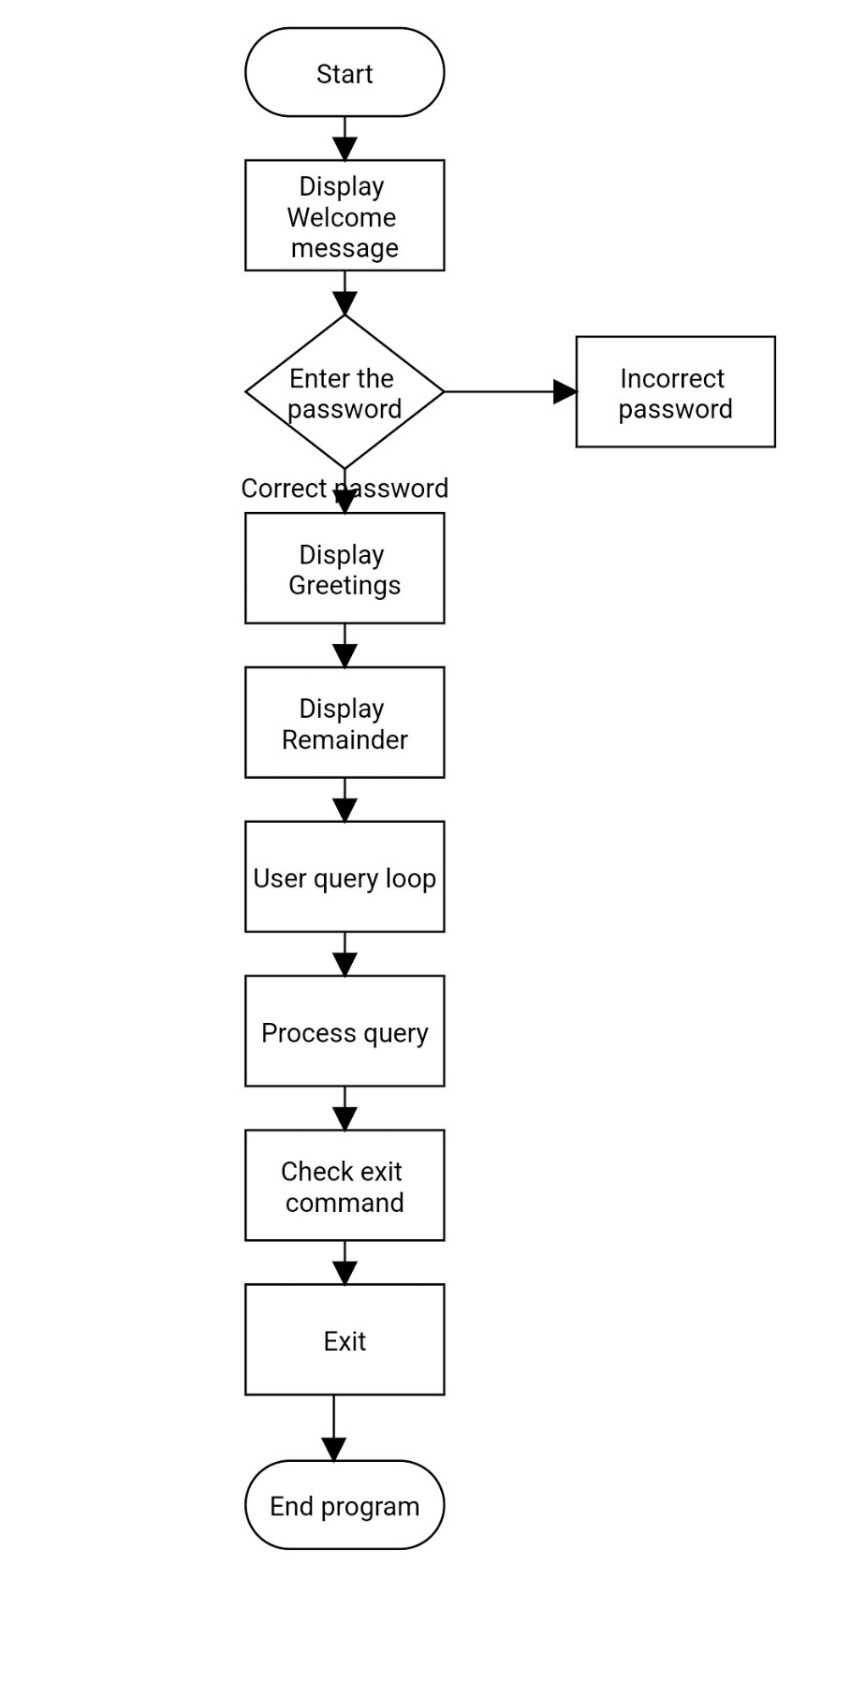 Start
Display
Welcome
message
Enter the
password
Incorrect
password
Correct password
Display
Greetings
Display
Remainder
User query loop
Process query
Check exit
command
Exit
End program